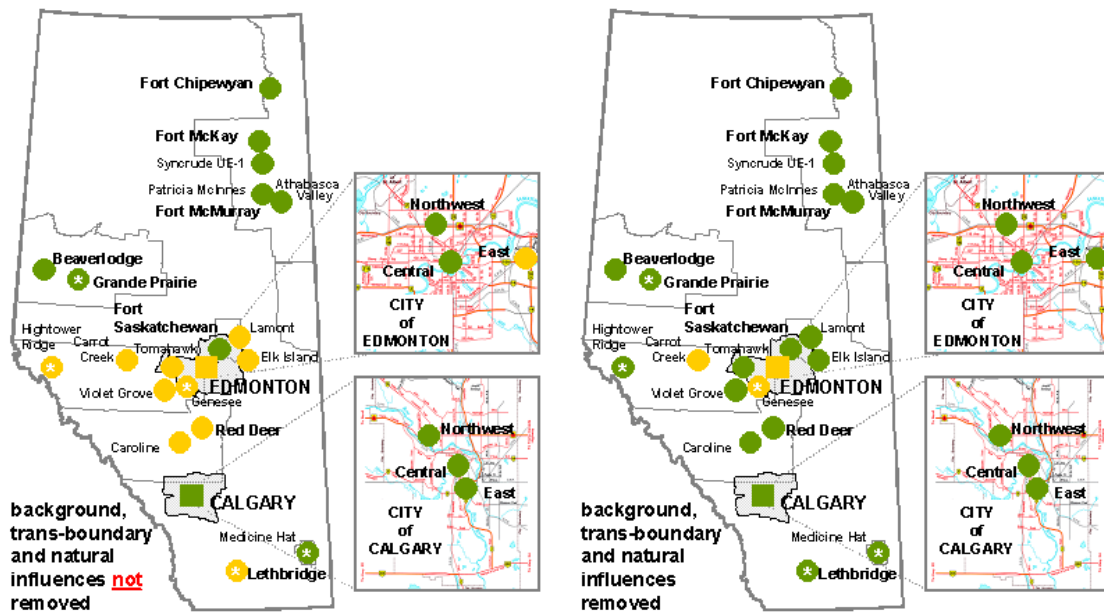 Fort Chipewyan
Fort McKay
Syncrude UE-1
Patricia McInnes
Athabasca
Valley
Fort McMurray
Beaverlodge
Grande Prairie
Fort
Saskatchewan
Hightower
Ridge
Carrot
Creek
Tomahawk
Lamont
Elk Island
EDMONTON
Violet Grove
Genesee
Red Deer
Caroline
CALGARY
Medicine Hat
Lethbridge
background,
trans-boundary
and natural
influences not
removed
Northwest
East
Central
CITY
of
EDMONTON
Northwest
Central
East
CITY
of
CALGARY
Fort Chipewyan
Fort McKay
Syncrude UE-1
Patricia McInnes
Athabasca
Valley
Fort McMurray
Beaverlodge
Grande Prairie
Fort
Saskatchewan
Hightower
Ridge
Carrot
Creek
Tomahawk
Lamont
Elk Island
EDMONTON
Violet Grove
Genesee
Red Deer
Caroline
CALGARY
Medicine Hat
Lethbridge
background,
trans-boundary
and natural
influences
removed
Northwest
East
Central
CITY
of
EDMONTON
Northwest
Central
East
CITY
of
CALGARY